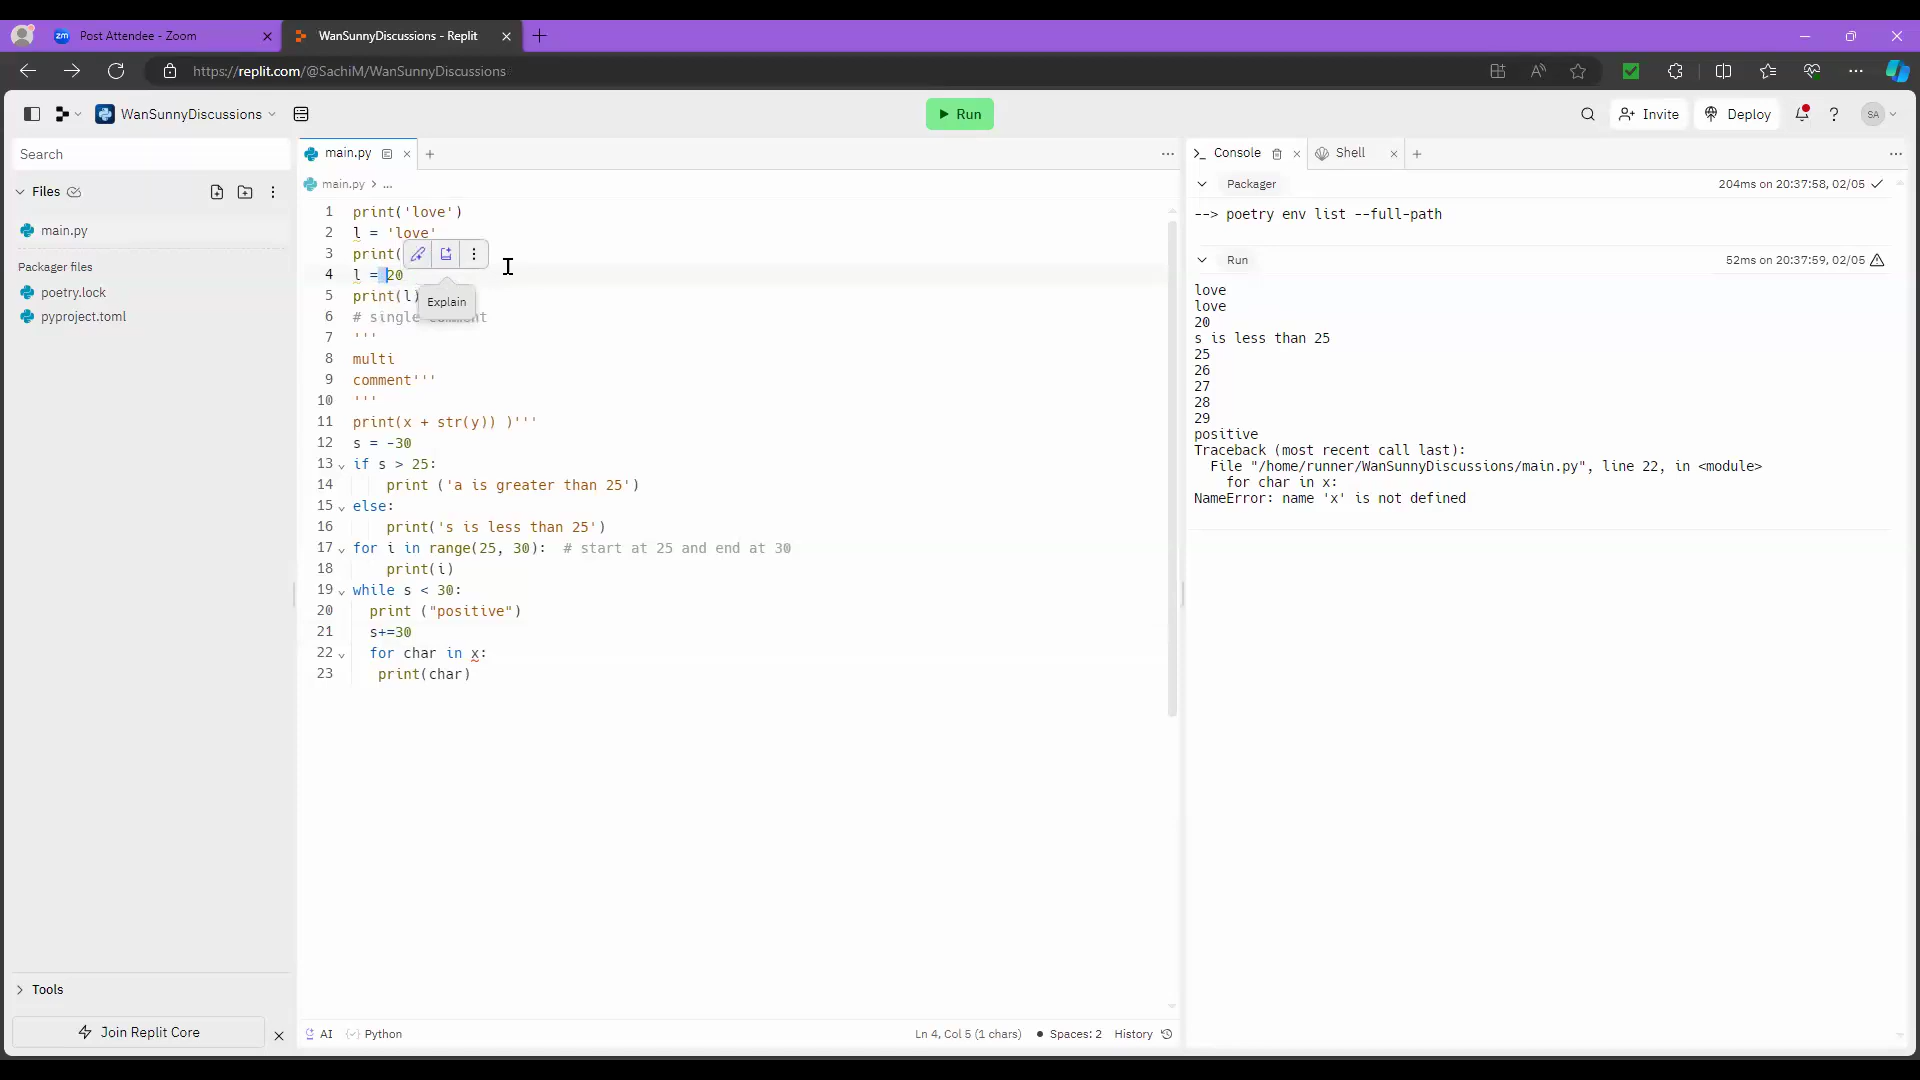 Post Attendee - Zoom
WanSunnyDiscussions - Replit
https://replit.com/@SachiM/WanSunnyDiscussions
WanSunnyDiscussions
Run
Invite
Deploy
SA
Search
Files
main.py
Packager files
poetry.lock
pyproject.toml
Tools
Join Replit Core
main.py
main.py > ...
1 print('love')
2 l = 'love'
3 print(
4 l = 20
5 print(l)
Explain
6 # single comment
7 '''
8 multi
9 comment'''
10 '''
11 print(x + str(y)) )'''
12 s = -30
13 if s > 25:
14 print ('a is greater than 25')
15 else:
16 print('s is less than 25')
17 for i in range(25, 30):  # start at 25 and end at 30
18 print(i)
19 while s < 30:
20 print ("positive")
21 s+=30
22 for char in x:
23 print(char)
AI
Python
Ln 4, Col 5 (1 chars)
Spaces: 2
History
Console
Shell
Packager
204ms on 20:37:58, 02/05
--> poetry env list --full-path
Run
52ms on 20:37:59, 02/05
love
love
20
s is less than 25
25
26
27
28
29
positive
Traceback (most recent call last):
File "/home/runner/WanSunnyDiscussions/main.py", line 22, in <module>
for char in x:
NameError: name 'x' is not defined